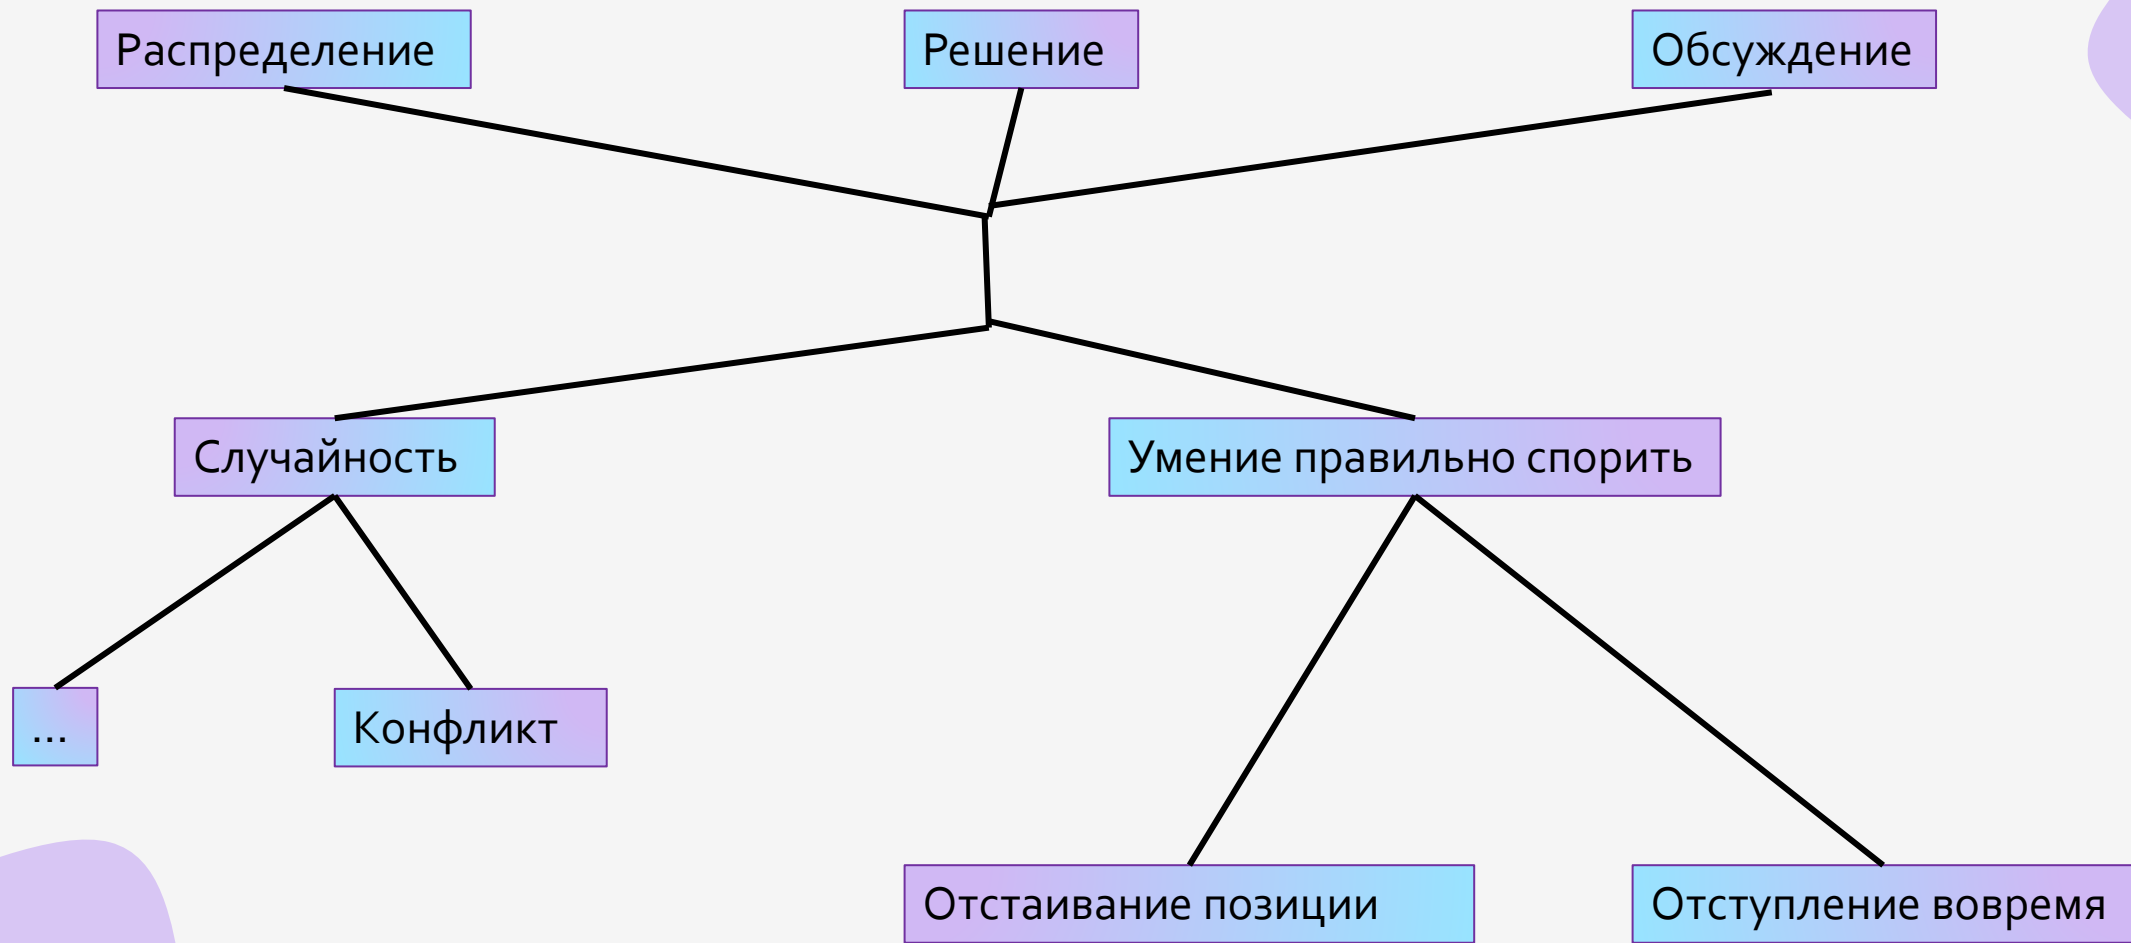 Распределение
Решение
Обсуждение
Случайность
Умение правильно спорить
...
Конфликт
Отстаивание позиции
Отступление вовремя